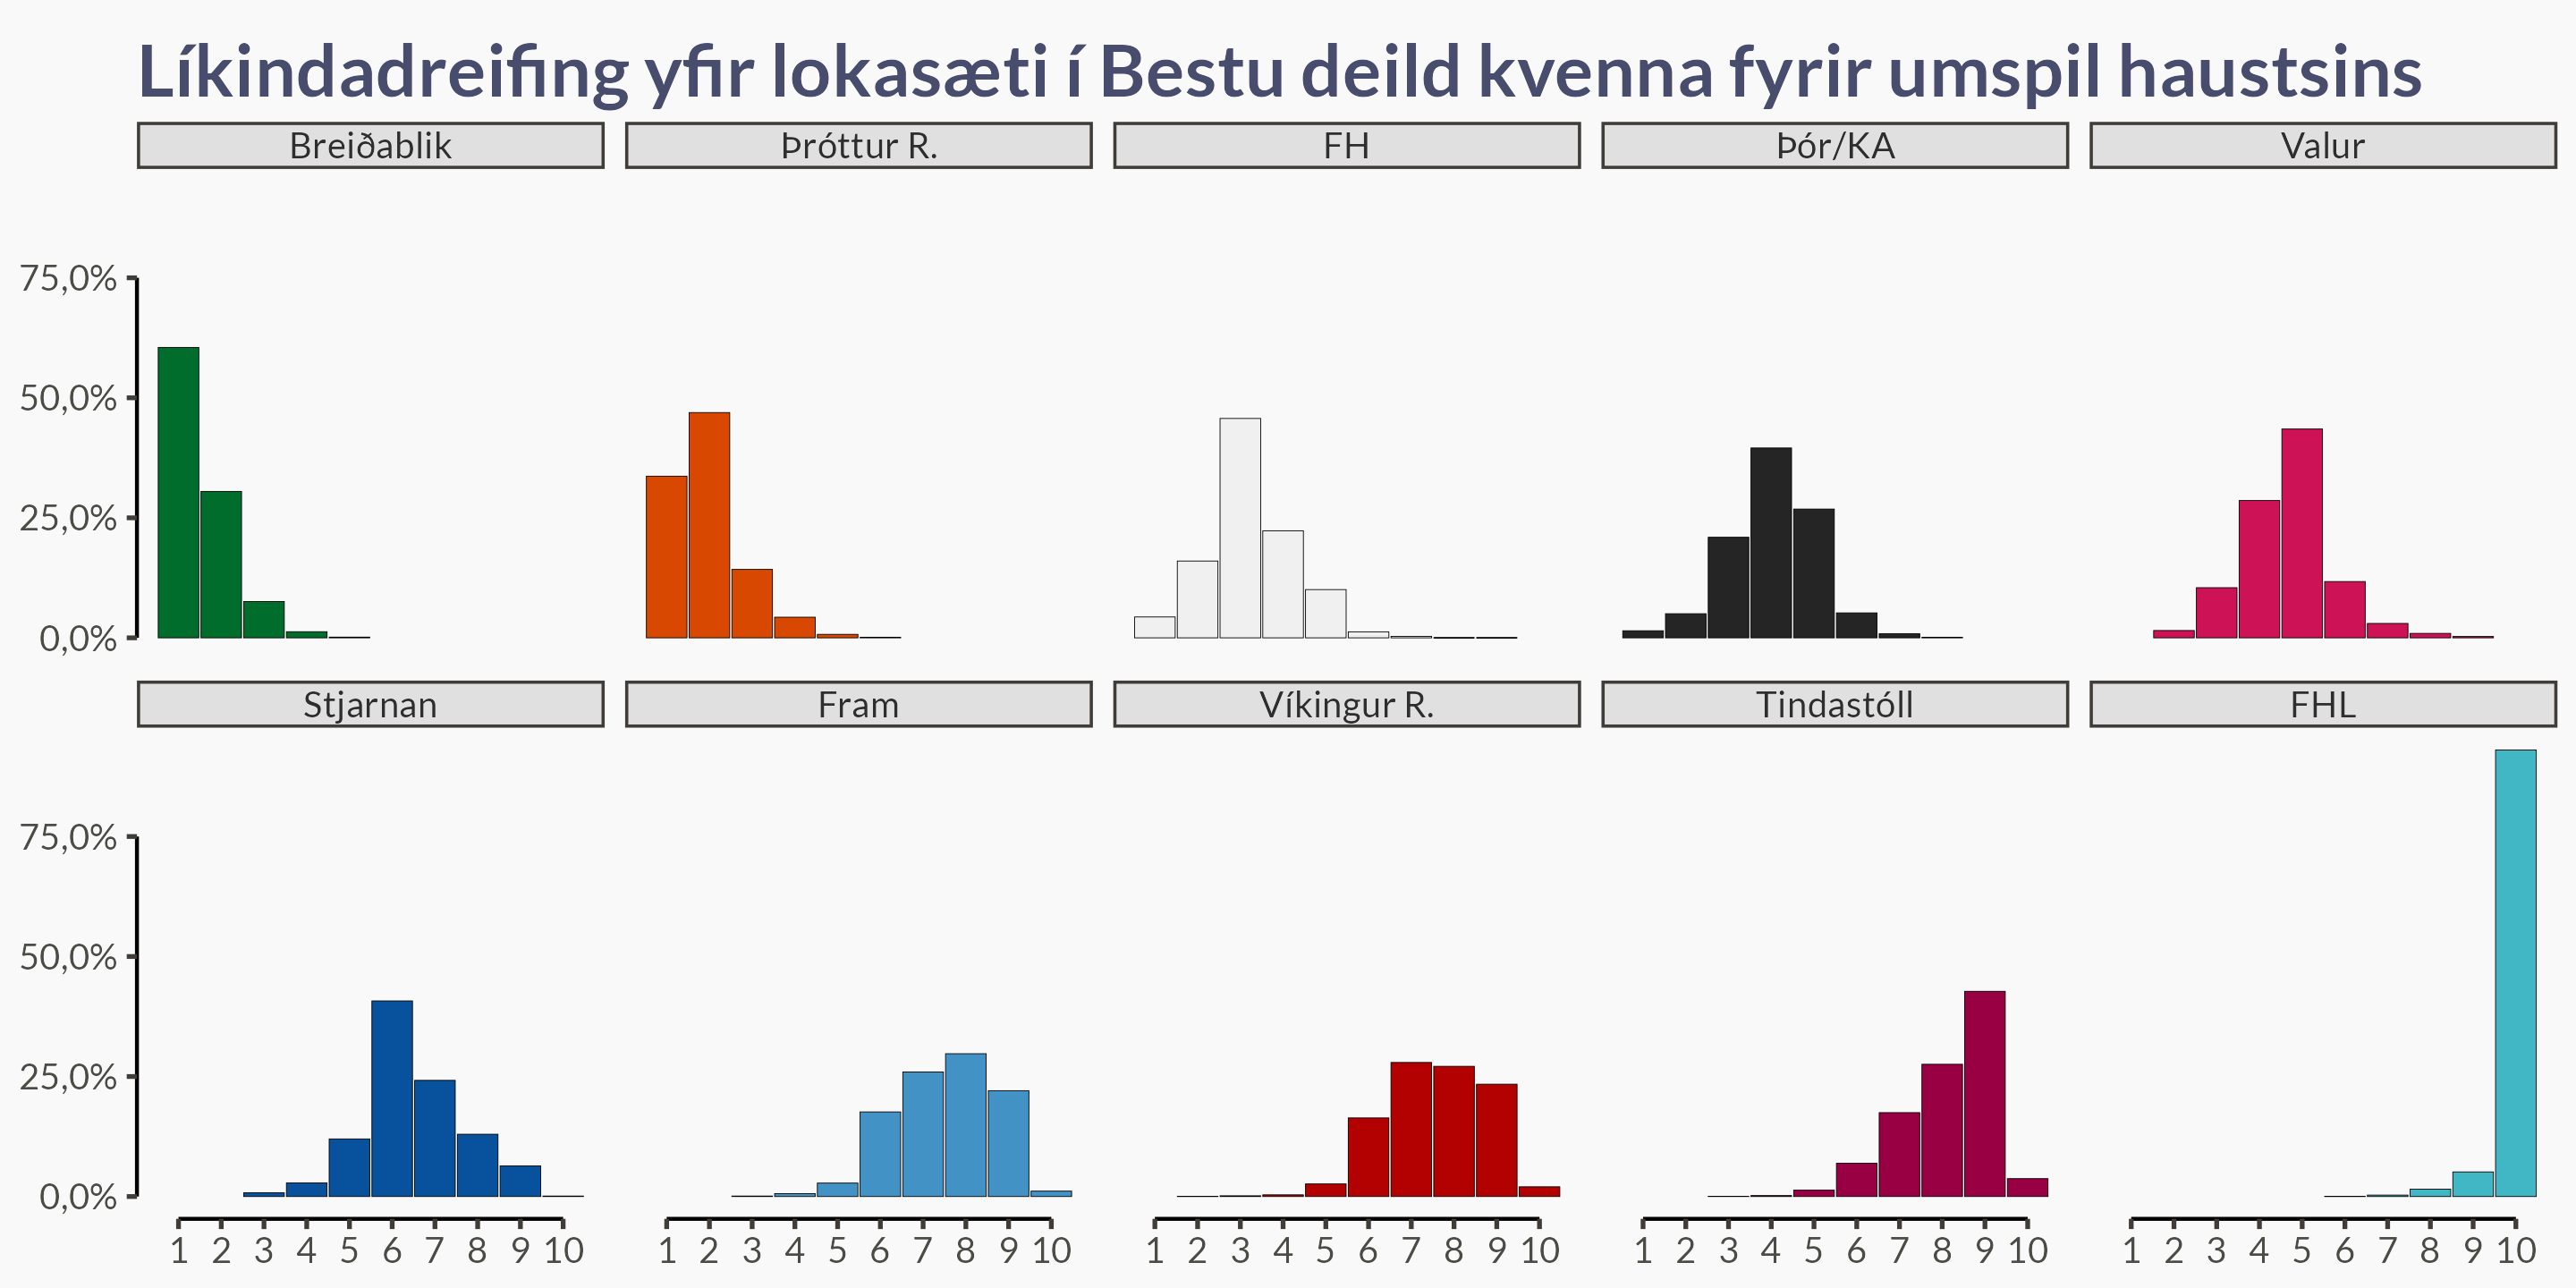 Líkindadreifing yfir lokasæti í Bestu deild kvenna fyrir umspil haustsins
Breiðablik
Þróttur R.
FH
Þór/KA
Valur
75,0%
50,0%
25,0%
0,0%
Stjarnan
Fram
Víkingur R.
Tindastóll
FHL
75,0%
50,0%
25,0%
0,0%
1 2 3 4 5 6 7 8 9 10
1 2 3 4 5 6 7 8 9 10
1 2 3 4 5 6 7 8 9 10
1 2 3 4 5 6 7 8 9 10
1 2 3 4 5 6 7 8 9 10